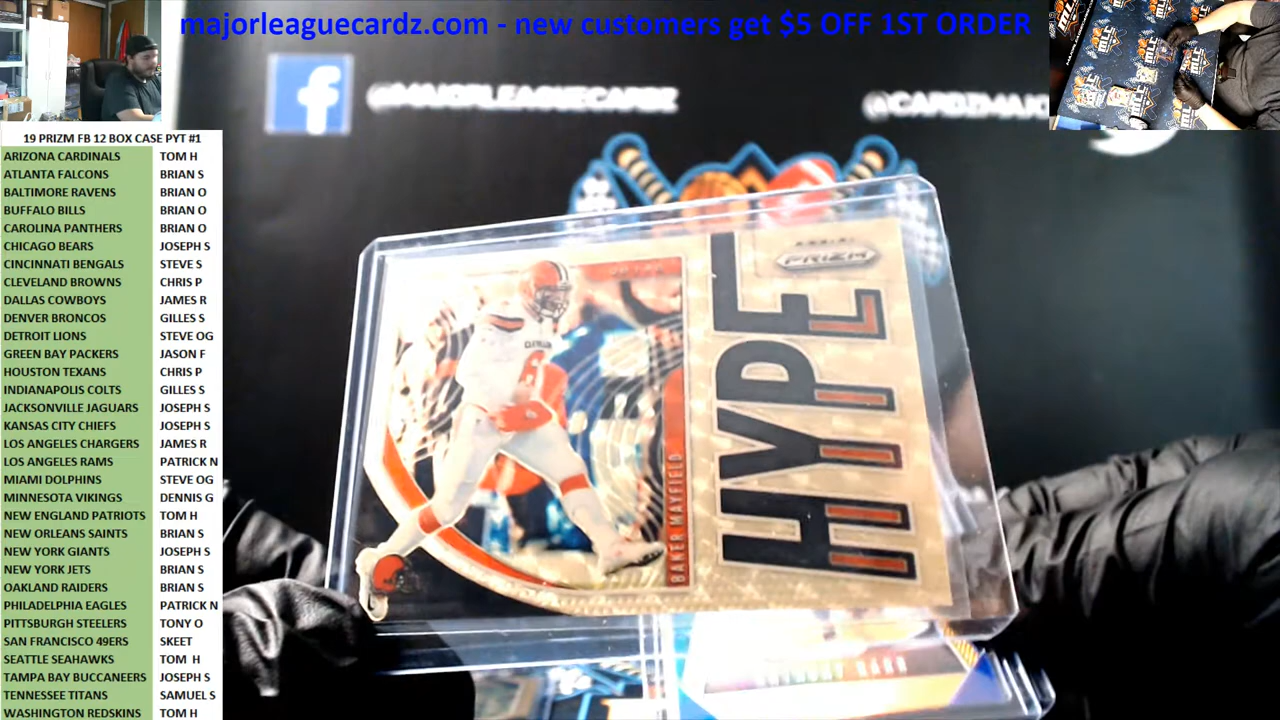 majorleaguecardz.com - new customers get $5 OFF 1ST ORDER
@MAJORLEAGUECARDZ
@CARDZMAJO
19 PRIZM FB 12 BOX CASE PYT #1
ARIZONA CARDINALS TOM H
ATLANTA FALCONS BRIAN S
BALTIMORE RAVENS BRIAN O
BUFFALO BILLS BRIAN O
CAROLINA PANTHERS BRIAN O
CHICAGO BEARS JOSEPH S
CINCINNATI BENGALS STEVE S
CLEVELAND BROWNS CHRIS P
DALLAS COWBOYS JAMES R
DENVER BRONCOS GILLES S
DETROIT LIONS STEVE OG
GREEN BAY PACKERS JASON F
HOUSTON TEXANS CHRIS P
INDIANAPOLIS COLTS GILLES S
JACKSONVILLE JAGUARS JOSEPH S
KANSAS CITY CHIEFS JOSEPH S
LOS ANGELES CHARGERS JAMES R
LOS ANGELES RAMS PATRICK N
MIAMI DOLPHINS STEVE OG
MINNESOTA VIKINGS DENNIS G
NEW ENGLAND PATRIOTS TOM H
NEW ORLEANS SAINTS BRIAN S
NEW YORK GIANTS JOSEPH S
NEW YORK JETS BRIAN S
OAKLAND RAIDERS BRIAN S
PHILADELPHIA EAGLES PATRICK N
PITTSBURGH STEELERS TONY O
SAN FRANCISCO 49ERS SKEET
SEATTLE SEAHAWKS TOM H
TAMPA BAY BUCCANEERS JOSEPH S
TENNESSEE TITANS SAMUEL S
WASHINGTON REDSKINS TOM H
PANINI
PRIZM
HYPE
BAKER MAYFIELD
6